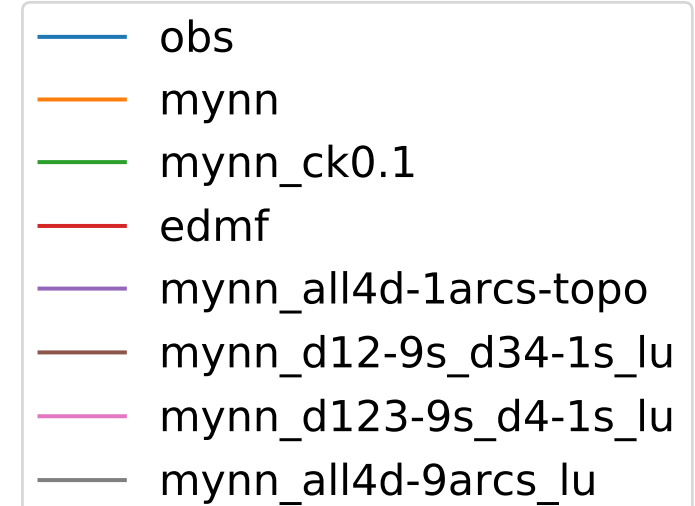 obs
mynn
mynn_ck0.1
edmf
mynn_all4d-1arcs-topo
mynn_d12-9s_d34-1s_lu
mynn_d123-9s_d4-1s_lu
mynn_all4d-9arcs_lu